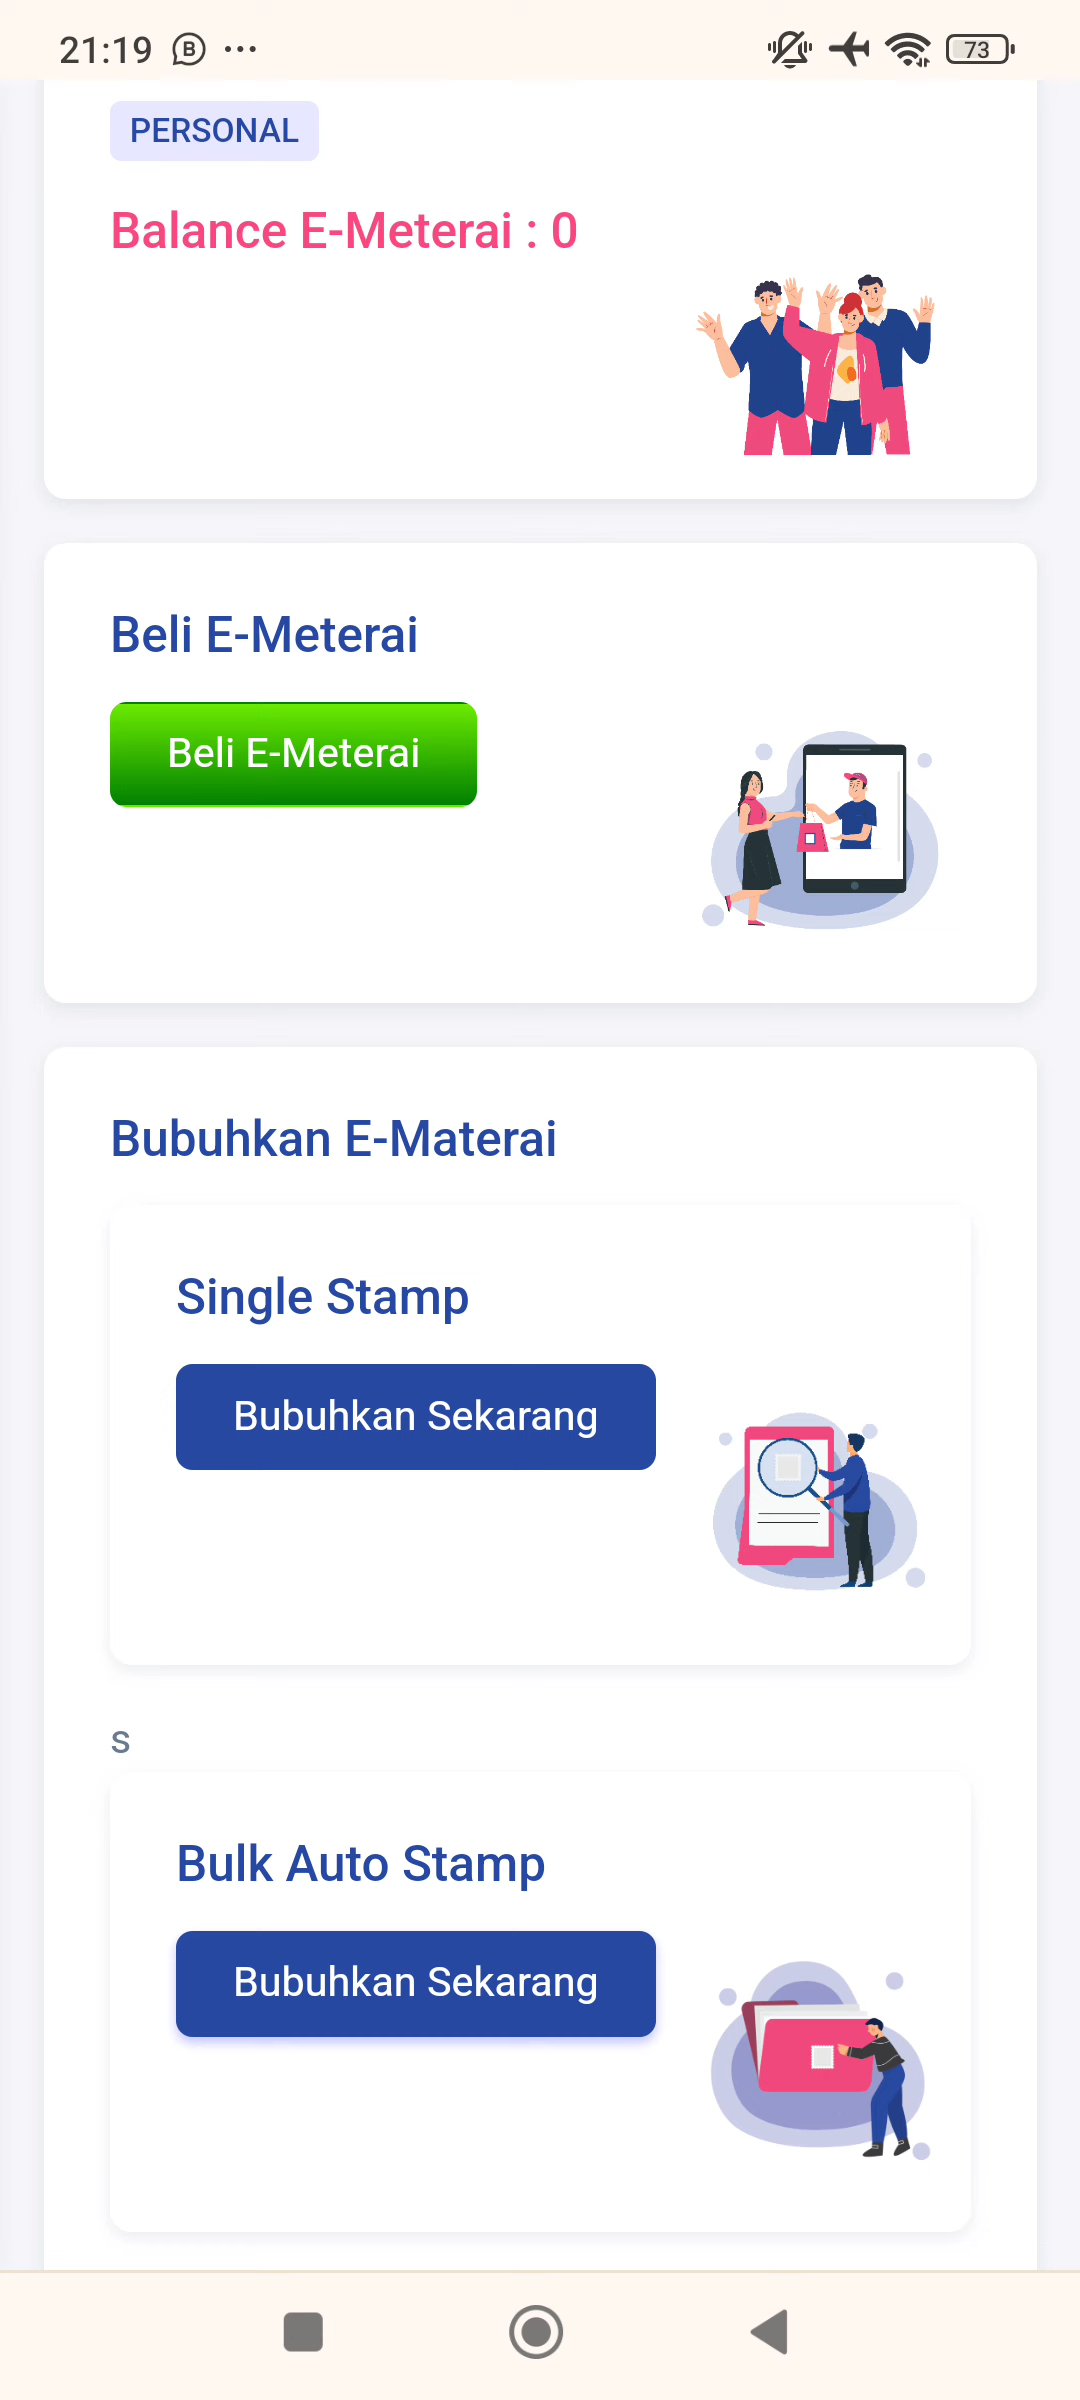 21:19
73
PERSONAL
Balance E-Meterai : 0
Beli E-Meterai
Beli E-Meterai
Bubuhkan E-Materai
Single Stamp
Bubuhkan Sekarang
s
Bulk Auto Stamp
Bubuhkan Sekarang